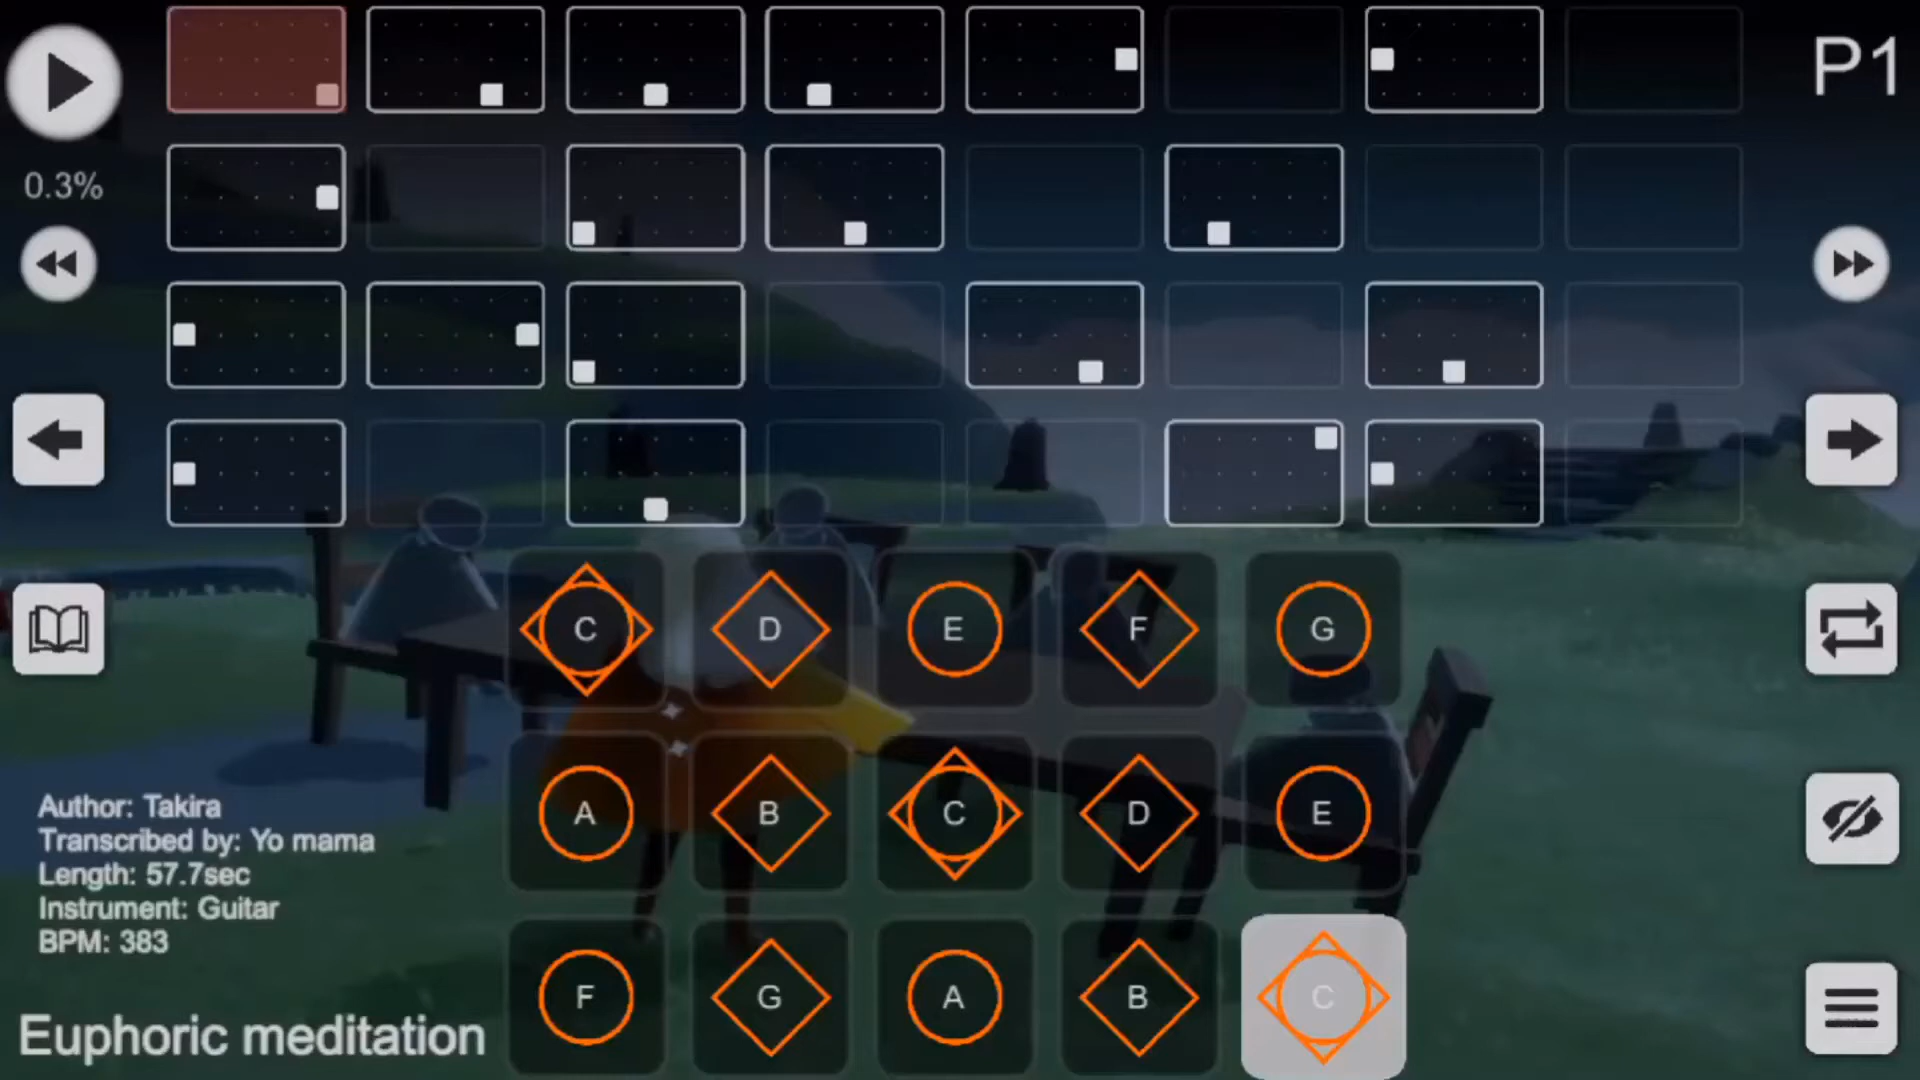 P1
0.3%
C D E F G
A B C D E
F G A B C
Author: Takira
Transcribed by: Yo mama
Length: 57.7sec
Instrument: Guitar
BPM: 383
Euphoric meditation